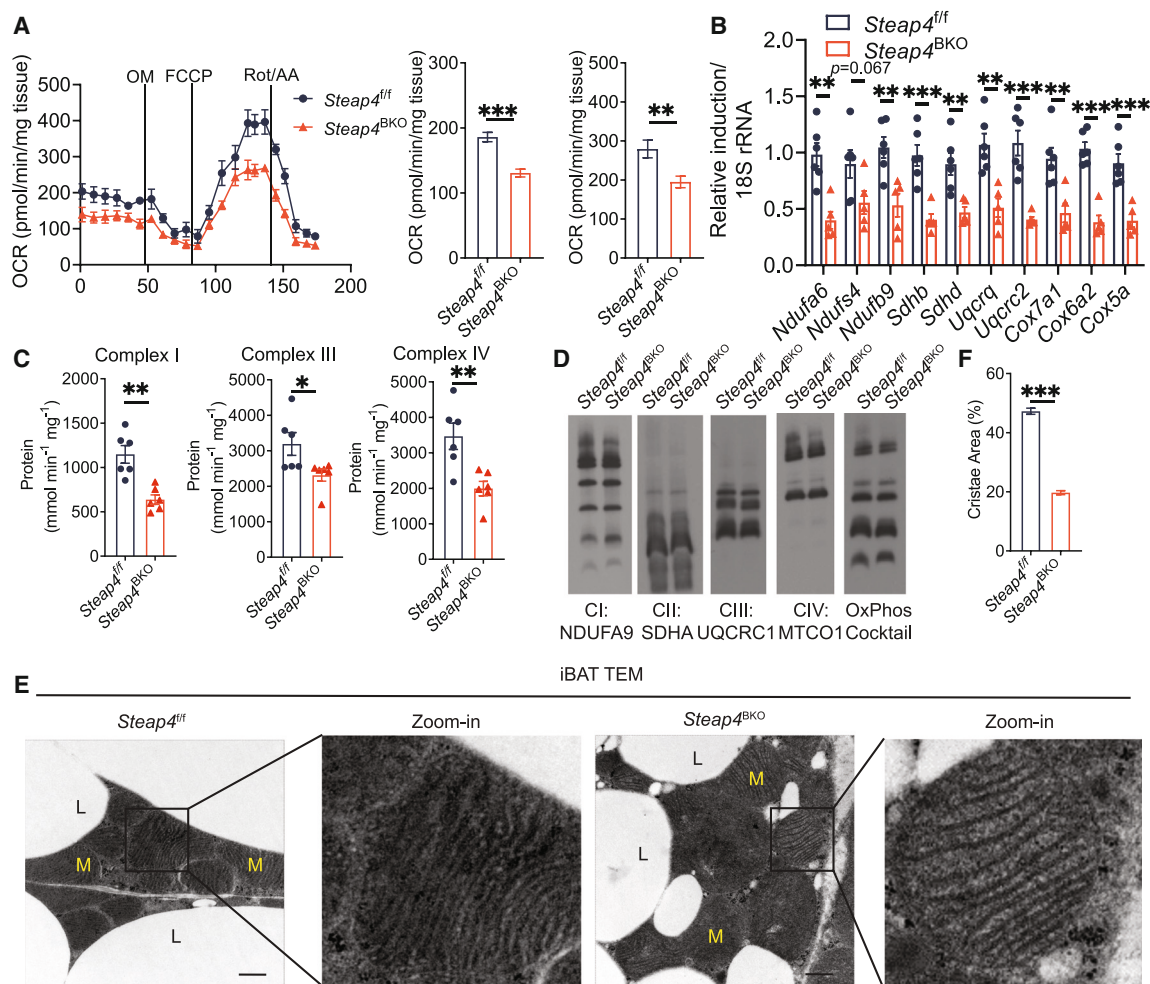 A
OM FCCP Rot/AA
OCR (pmol/min/mg tissue)
500
400
300
200
100
0
0 50 100 150 200
Steap4f/f
Steap4BKO
OCR (pmol/min/mg tissue)
300
200
100
0
***
Steap4f/f
Steap4BKO
OCR (pmol/min/mg tissue)
500
400
300
200
100
0
**
Steap4f/f
Steap4BKO
B
Steap4f/f
Steap4BKO
Relative induction/
18S rRNA
2.0
1.5
1.0
0.5
0.0
** p=0.067 ** *** ** ** *** ** *** ***
Ndufa6 Ndufs4 Ndufb9 Sdhb Sdhd Uqcrq Uqcrc2 Cox7a1 Cox6a2 Cox5a
C
Complex I
Protein
(mmol min-1 mg-1)
2000
1500
1000
500
0
**
Steap4f/f
Steap4BKO
Complex III
Protein
(mmol min-1 mg-1)
5000
4000
3000
2000
1000
0
*
Steap4f/f
Steap4BKO
Complex IV
Protein
(mmol min-1 mg-1)
5000
4000
3000
2000
1000
0
**
Steap4f/f
Steap4BKO
D
Steap4f/f Steap4BKO Steap4f/f Steap4BKO Steap4f/f Steap4BKO Steap4f/f Steap4BKO Steap4f/f Steap4BKO
CI: CII: CIII: CIV: OxPhos
NDUFA9 SDHA UQCRC1 MTCO1 Cocktail
F
Cristae Area (%)
60
40
20
0
***
Steap4f/f
Steap4BKO
E
iBAT TEM
Steap4f/f Zoom-in Steap4BKO Zoom-in
L
M M
L
L
M
L
M